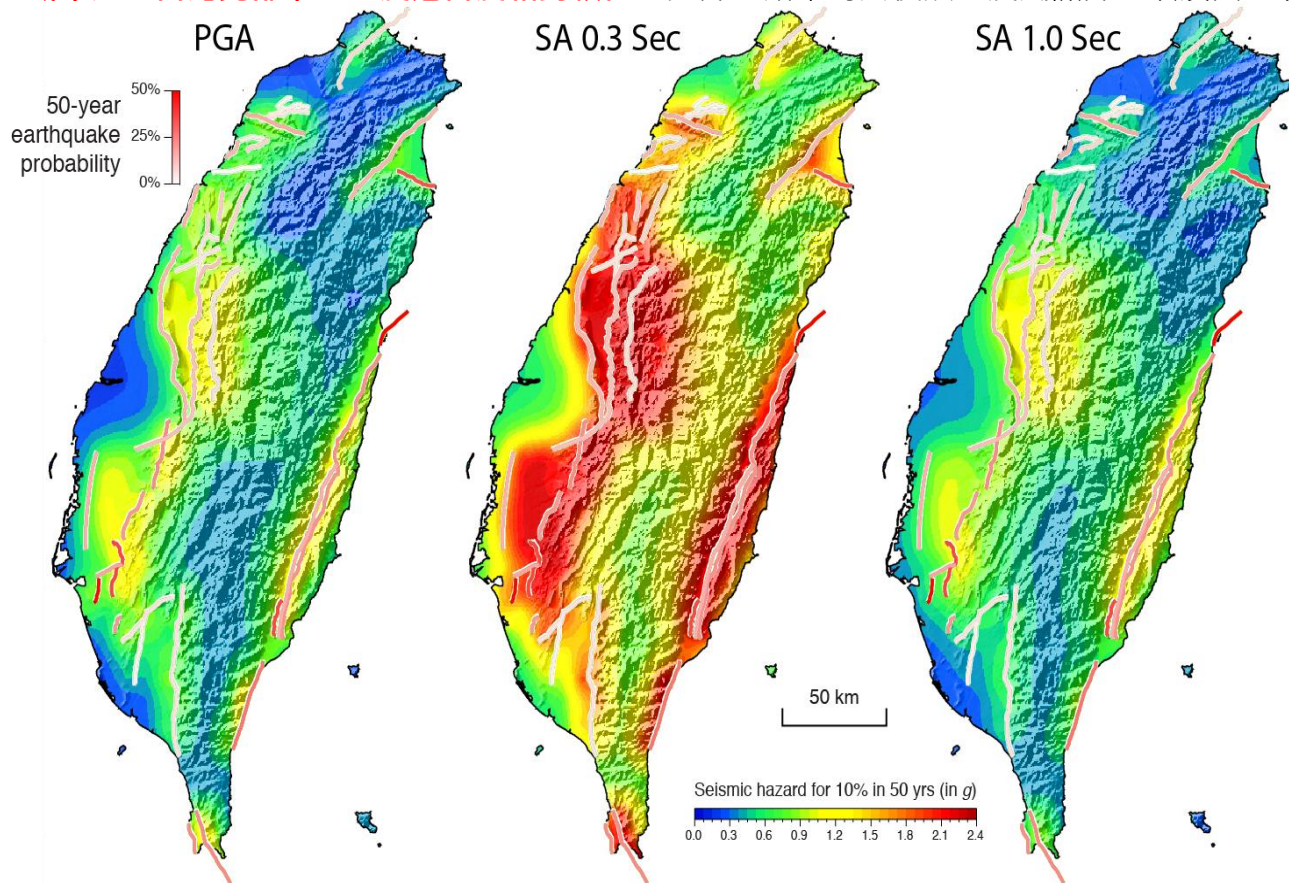 PGA
SA 0.3 Sec
SA 1.0 Sec
50-year
earthquake
probability
50%
25%
0%
50 km
Seismic hazard for 10% in 50 yrs (in g)
0.0 0.3 0.6 0.9 1.2 1.5 1.8 2.1 2.4